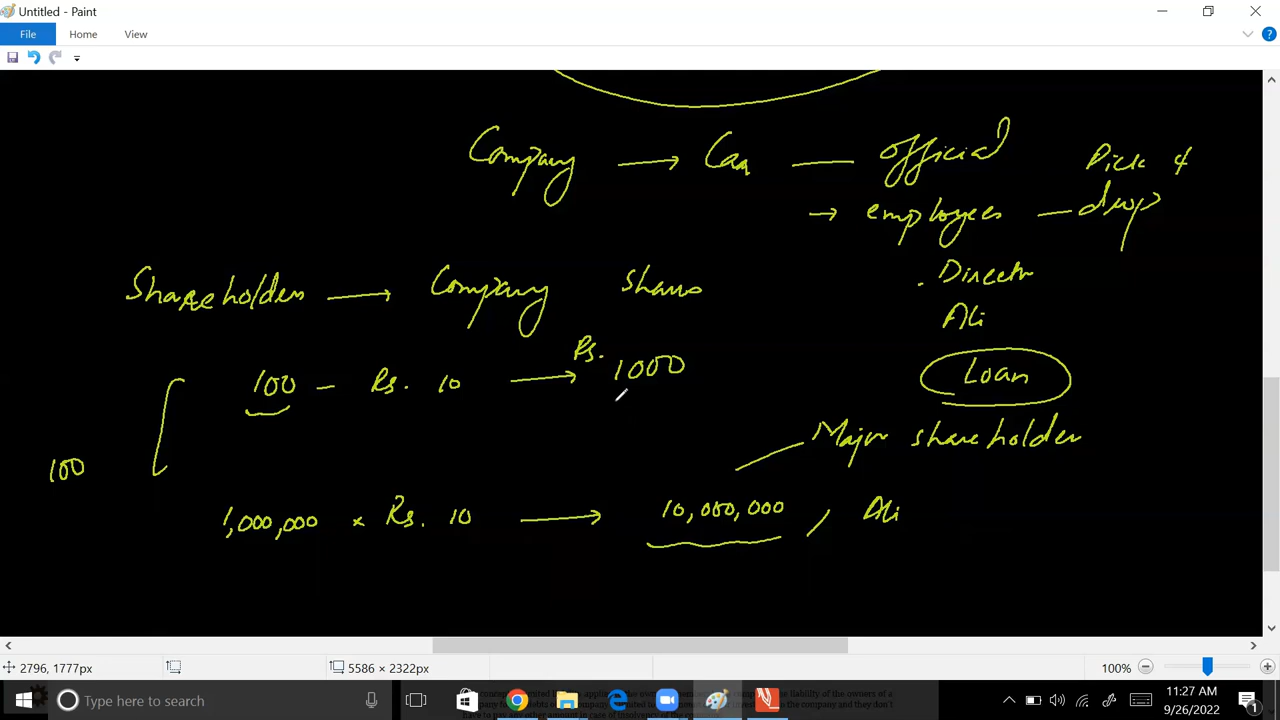 Untitled - Paint
File Home View
Company → Car — official Pick &
→ employees — drop
Shareholders → Company Shares . Director
Ali
100 - Rs. 10 → Rs. 1000
Loan
Major shareholder
100
1,000,000 × Rs. 10 → 10,000,000 , Ali
2796, 1777px 5586 × 2322px 100%
Type here to search
11:27 AM
9/26/2022
1